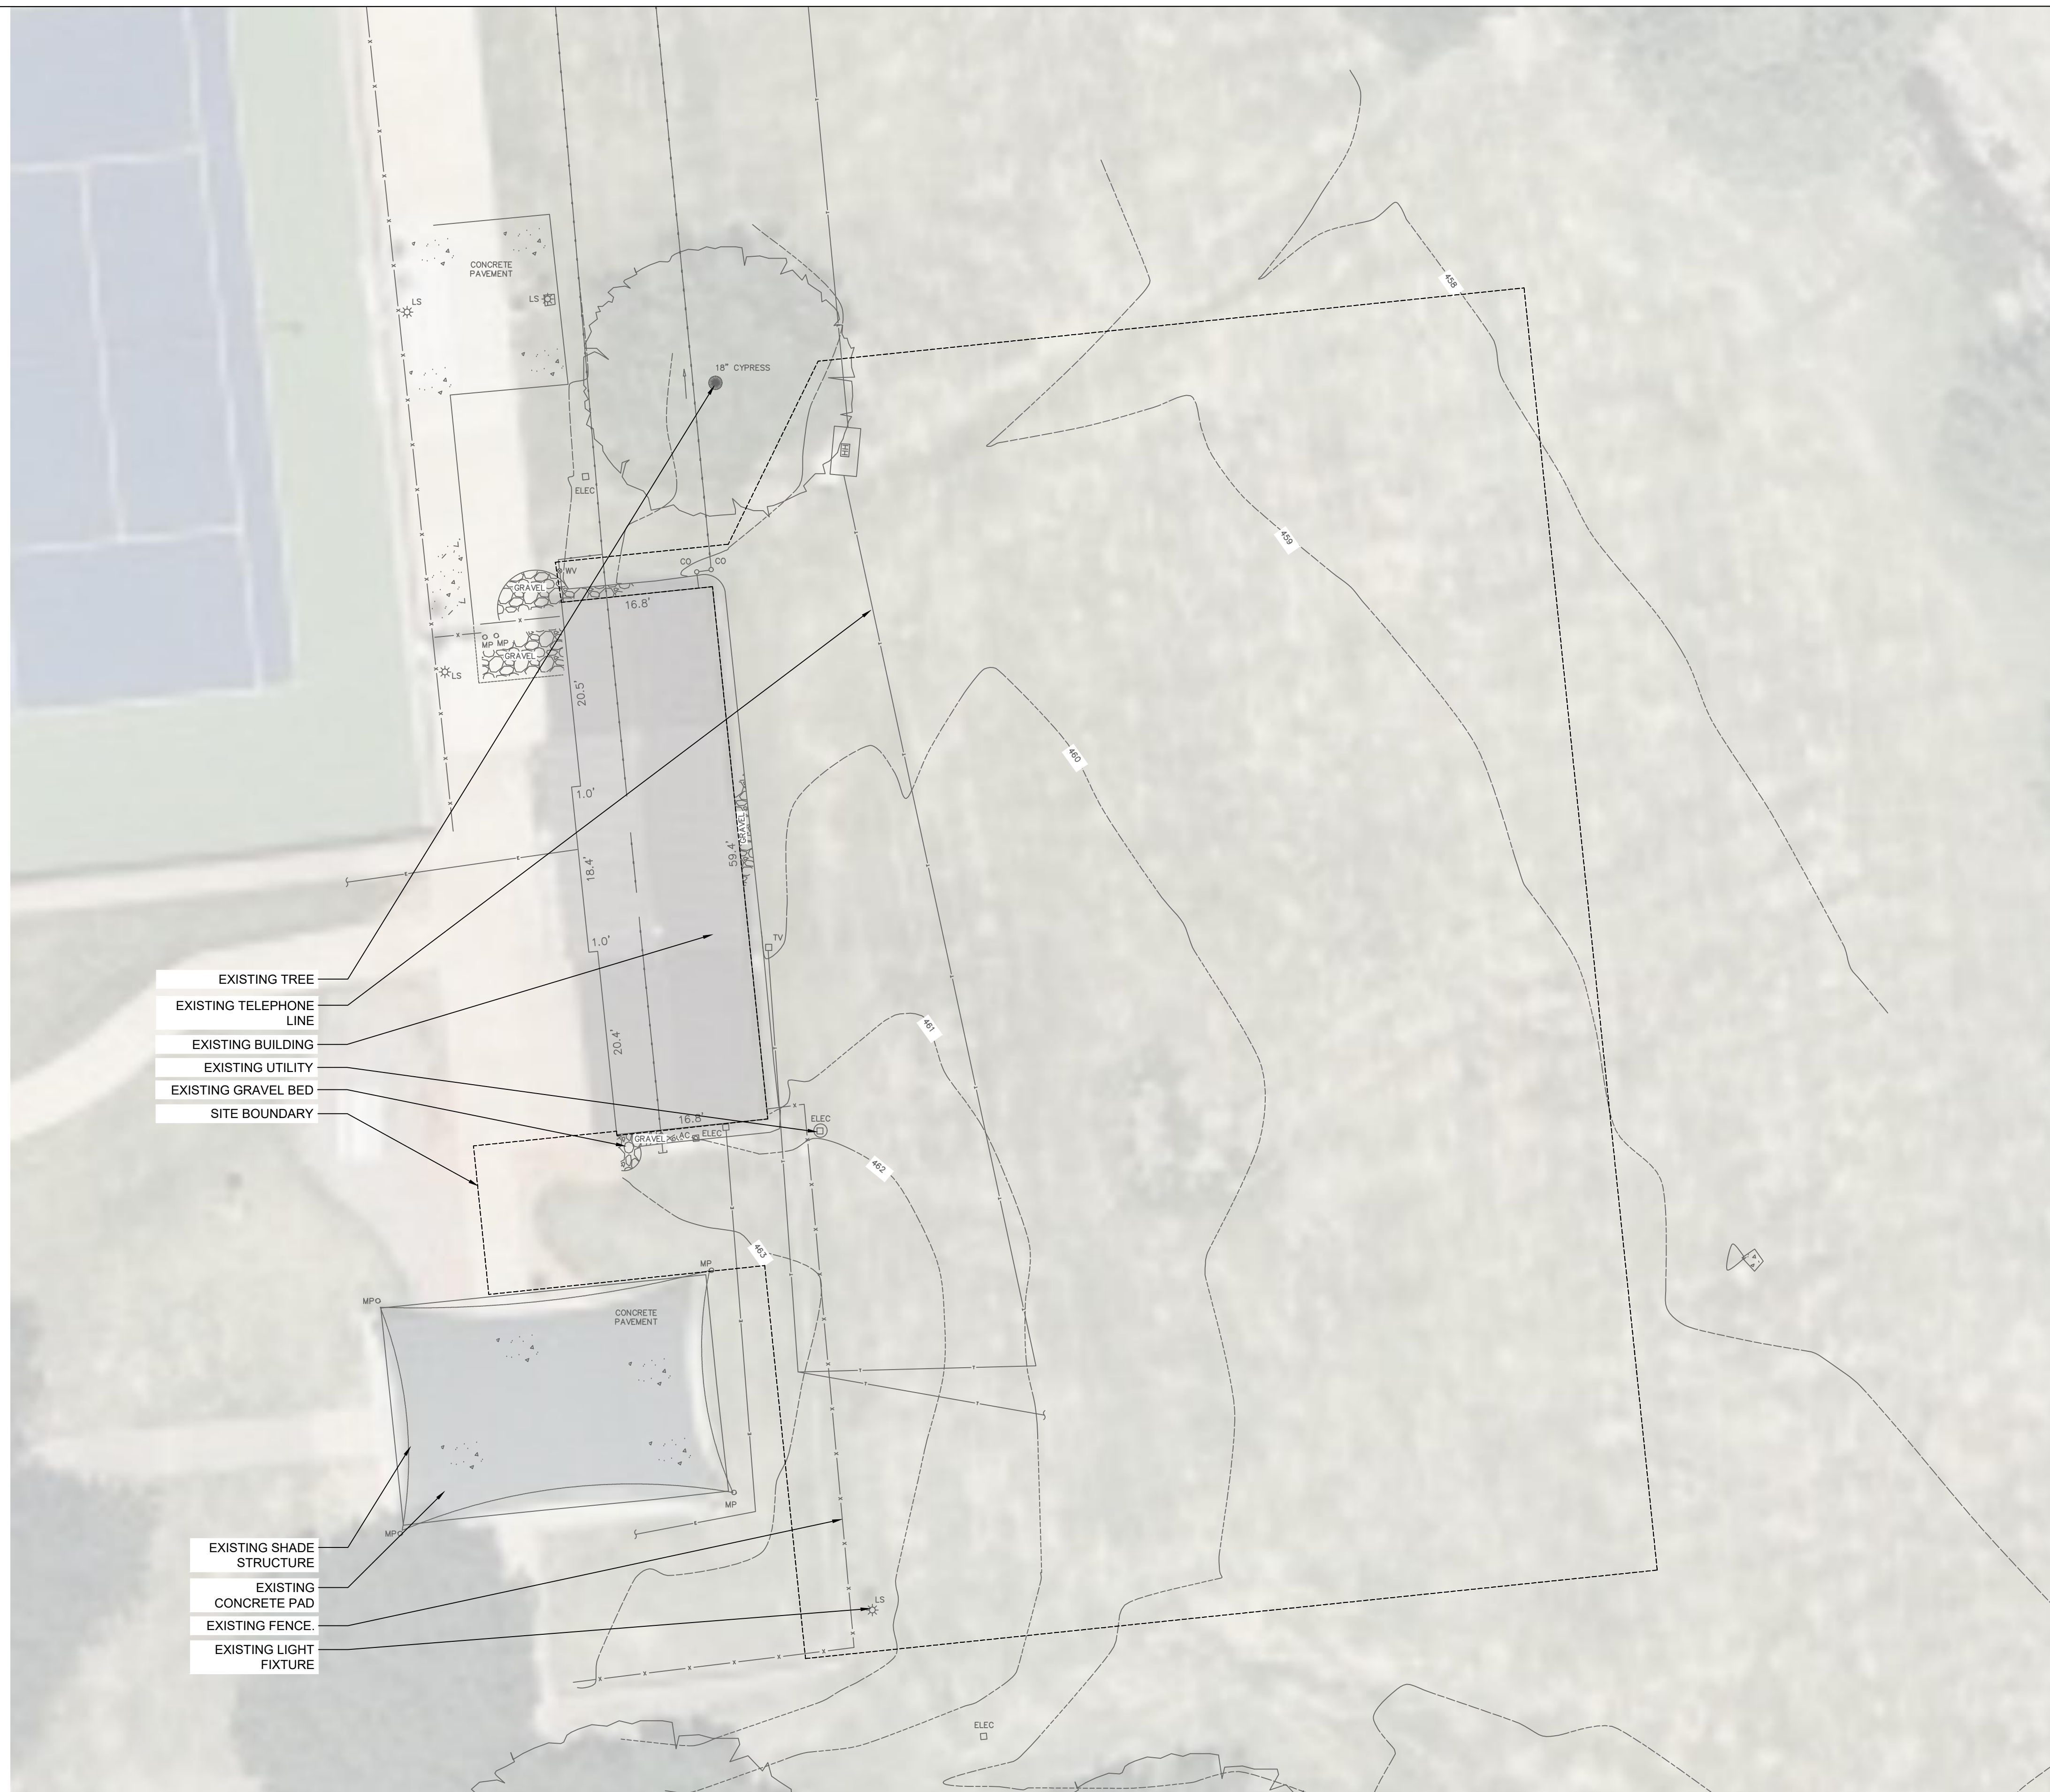 458
CONCRETE
PAVEMENT
LS
LS
18" CYPRESS
HH
ELEC
459
CO
CO
WV
GRAVEL
16.8'
MP
MP
GRAVEL
LS
20.5'
460
1.0'
GRAVEL
59.4'
18.4'
1.0'
TV
EXISTING TREE
EXISTING TELEPHONE
LINE
EXISTING BUILDING
EXISTING UTILITY
EXISTING GRAVEL BED
SITE BOUNDARY
461
20.4'
16.8'
ELEC
GRAVEL
AC
ELEC
462
463
MP
MP
CONCRETE
PAVEMENT
MP
MP
EXISTING SHADE
STRUCTURE
EXISTING
CONCRETE PAD
EXISTING FENCE.
EXISTING LIGHT
FIXTURE
LS
ELEC